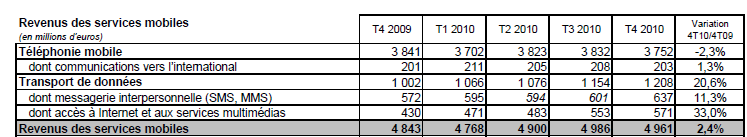 Revenus des services mobiles
(en millions d'euros)
T4 2009 T1 2010 T2 2010 T3 2010 T4 2010 Variation 4T10/4T09
Téléphonie mobile 3 841 3 702 3 823 3 832 3 752 -2,3%
dont communications vers l'international 201 211 205 208 203 1,3%
Transport de données 1 002 1 066 1 076 1 154 1 208 20,6%
dont messagerie interpersonnelle (SMS, MMS) 572 595 594 601 637 11,3%
dont accès à Internet et aux services multimédias 430 471 483 553 571 33,0%
Revenus des services mobiles 4 843 4 768 4 900 4 986 4 961 2,4%